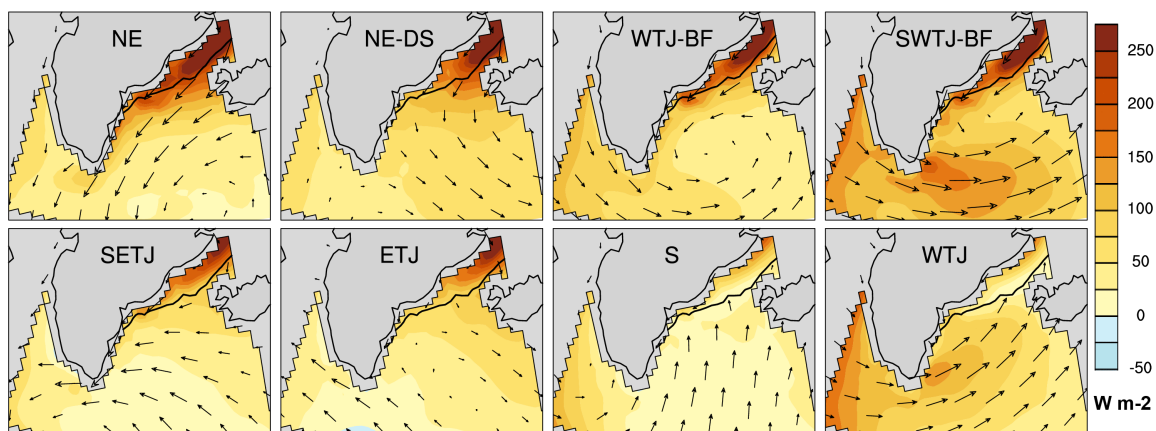 NE
NE-DS
WTJ-BF
SWTJ-BF
SETJ
ETJ
S
WTJ
250
200
150
100
50
0
-50
W m-2